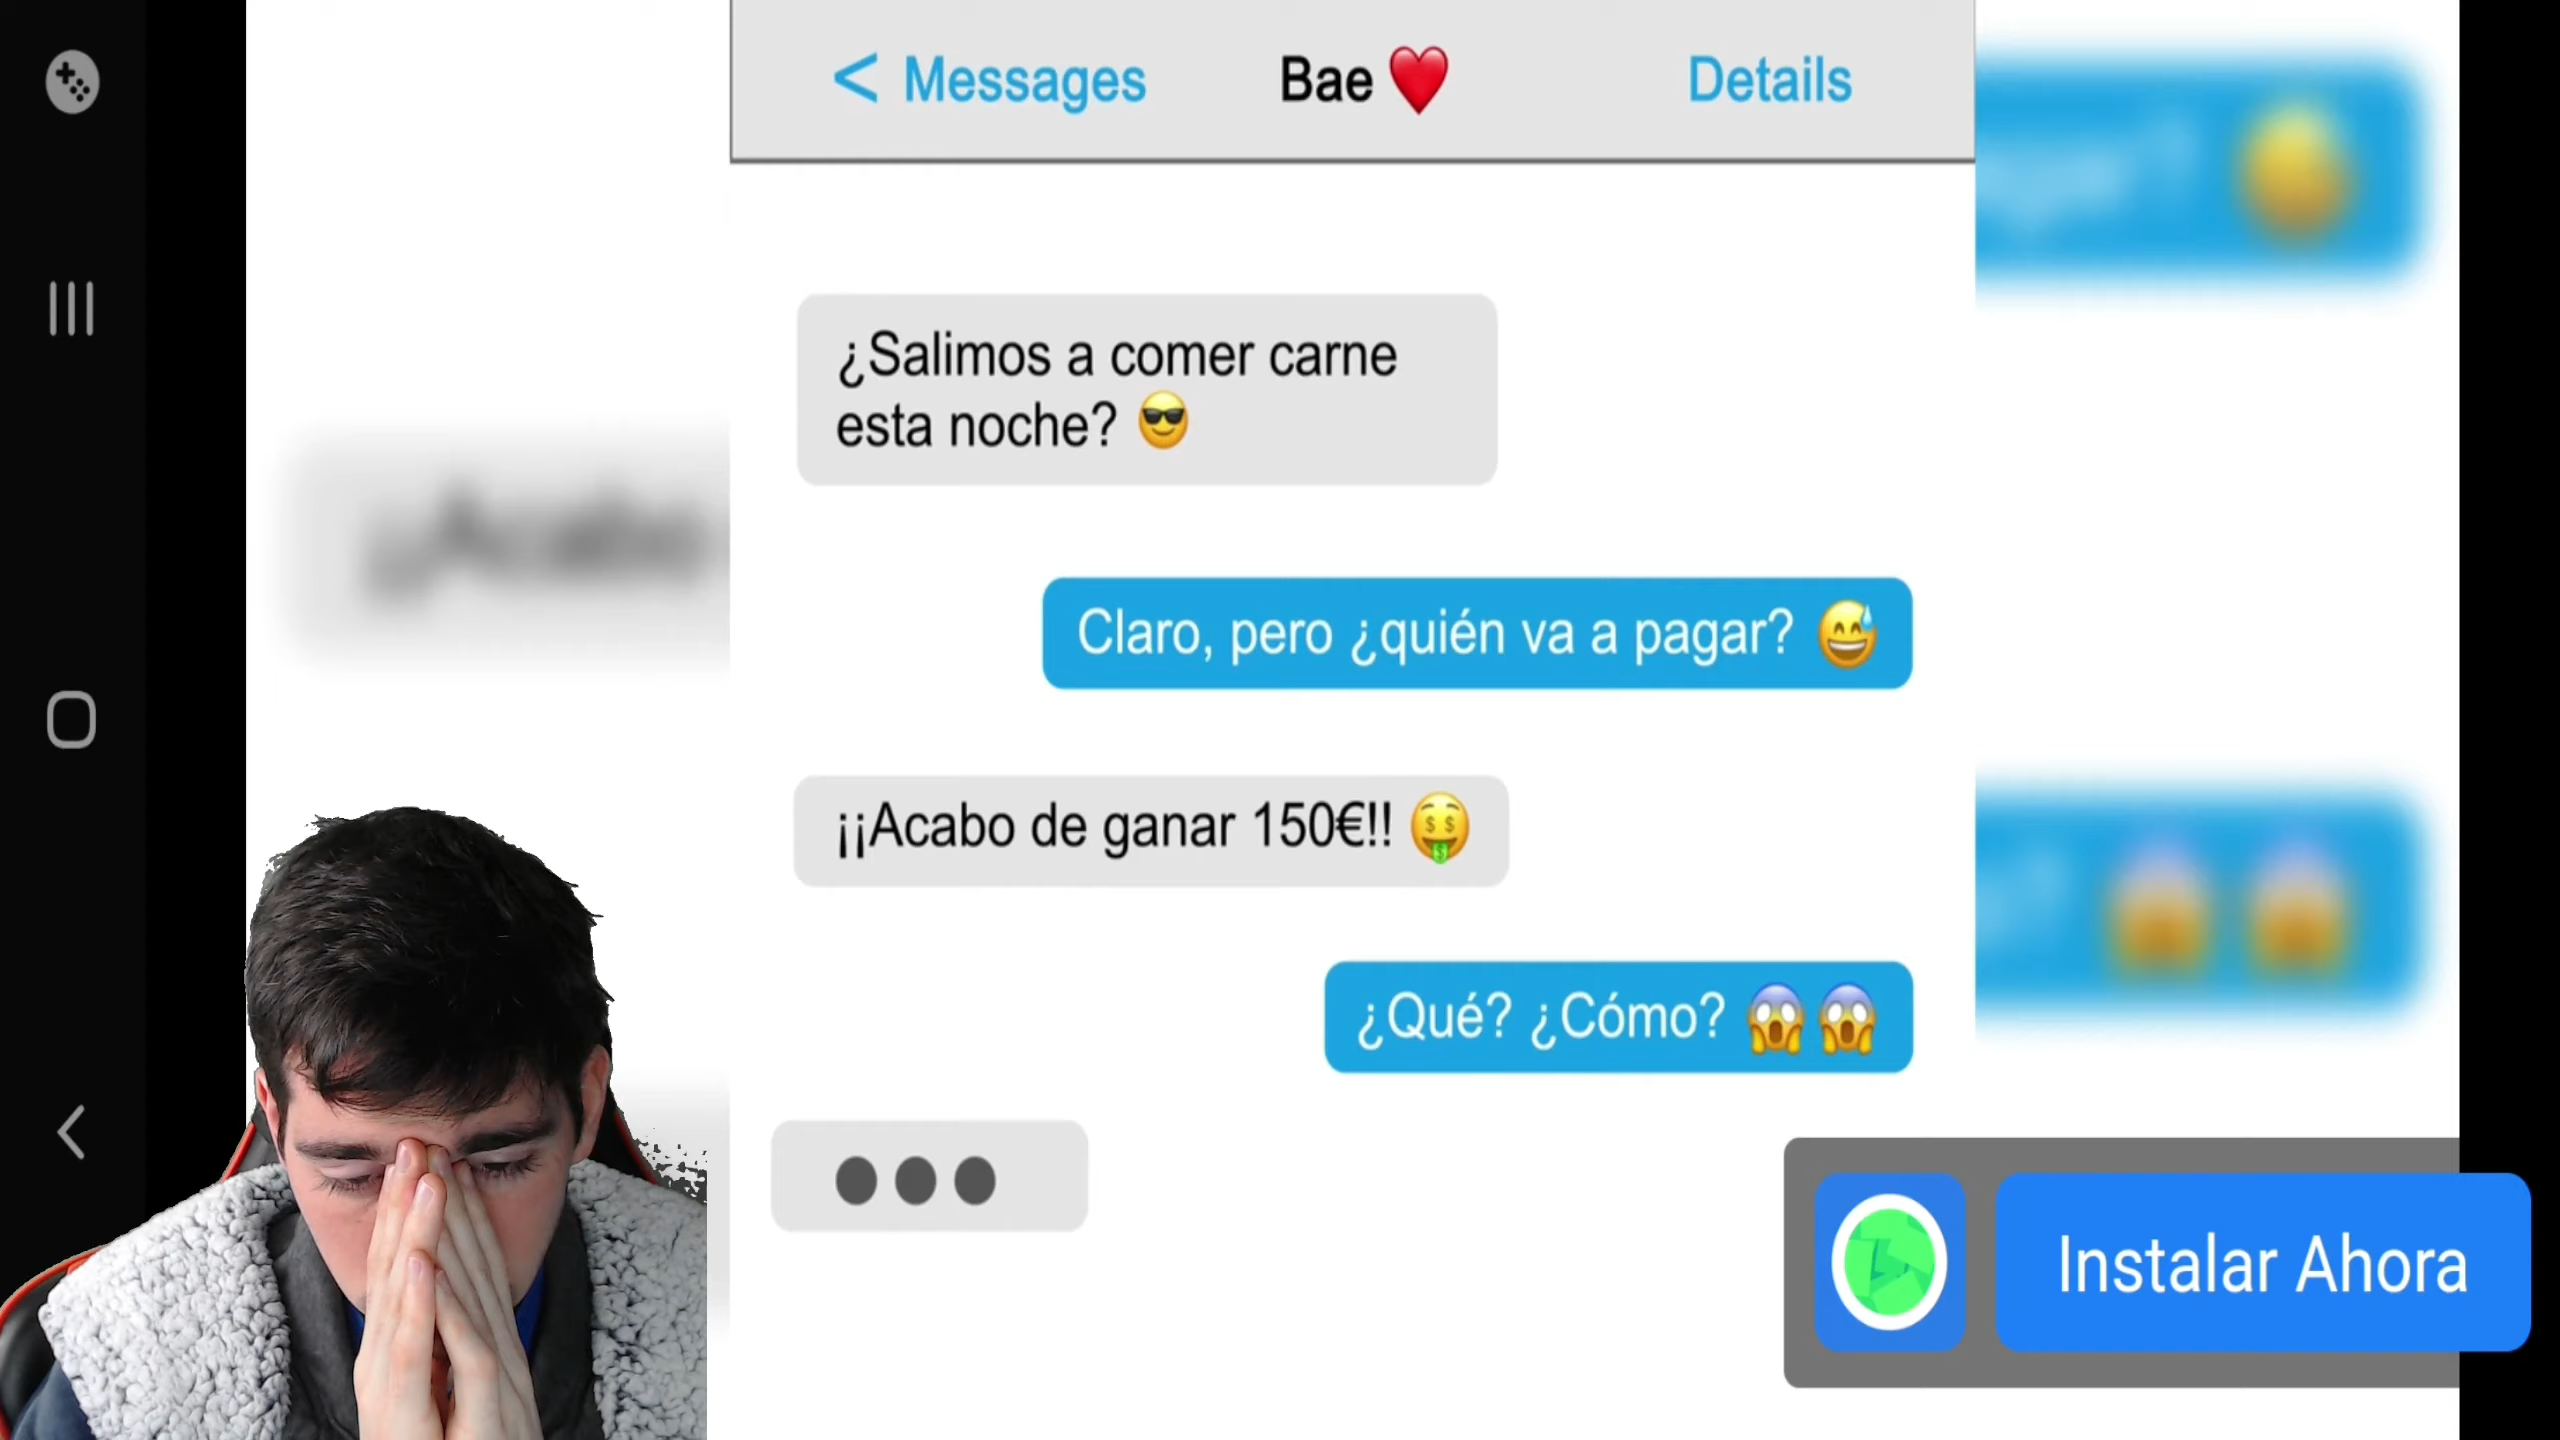 < Messages Bae ❤️ Details
¿Salimos a comer carne
esta noche? 😎
Claro, pero ¿quién va a pagar? 😅
¡¡Acabo de ganar 150€!! 🤑
¿Qué? ¿Cómo? 😱😱
¡¡Acabo
Instalar Ahora